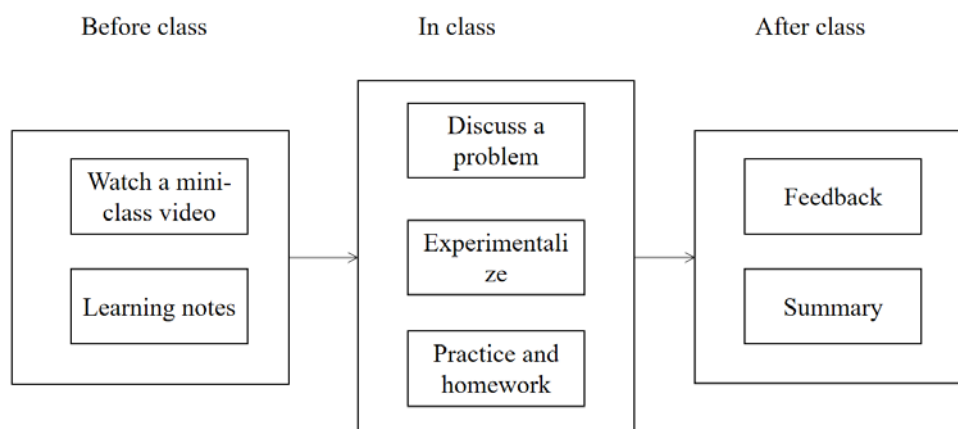 Before class
In class
After class
Watch a mini-
class video
Learning notes
Discuss a
problem
Experimentali
ze
Practice and
homework
Feedback
Summary